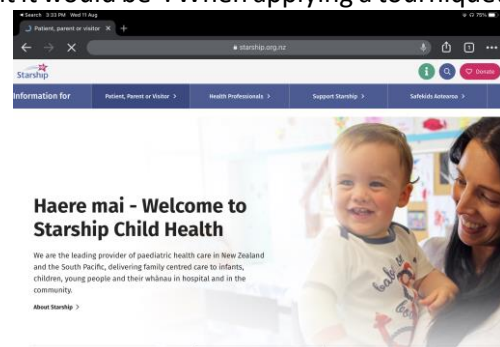 it would be . When applying a tournique
Search 3:33 PM Wed 11 Aug 75%
Patient, parent or visitor
starship.org.nz
Starship
Donate
Information for Patient, Parent or Visitor > Health Professionals > Support Starship > Safekids Aotearoa >
Haere mai - Welcome to
Starship Child Health
We are the leading provider of paediatric health care in New Zealand
and the South Pacific, delivering family centred care to infants,
children, young people and their whānau in hospital and in the
community.
About Starship >